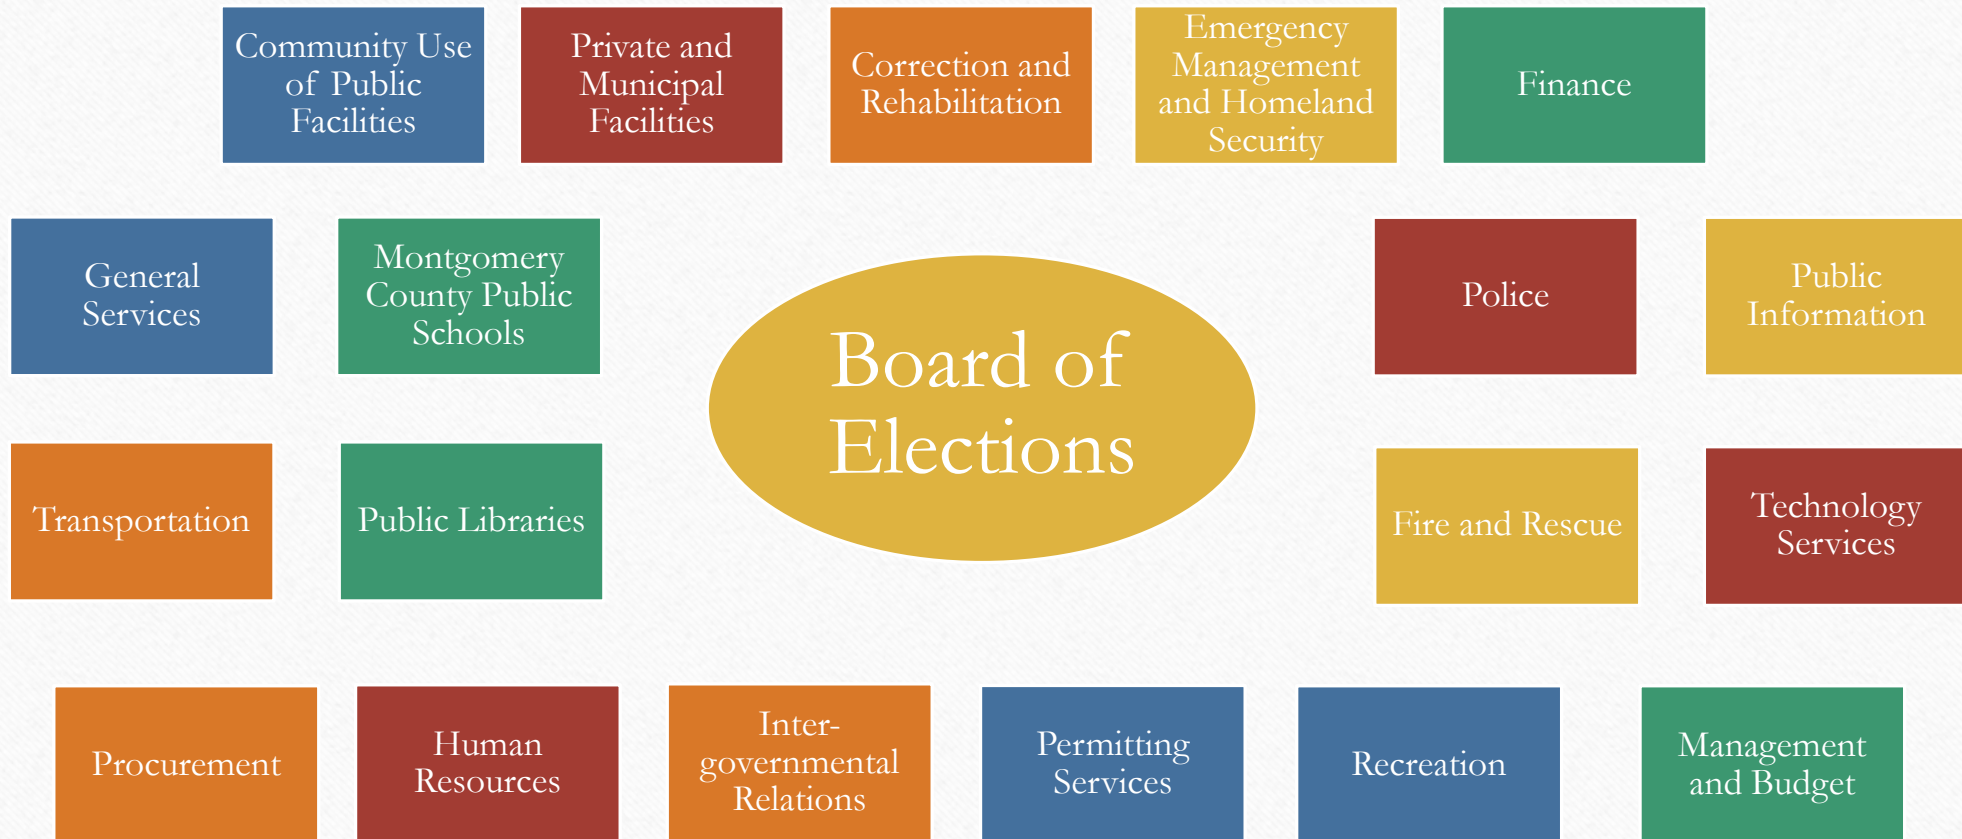 Community Use
of Public
Facilities
Private and
Municipal
Facilities
Correction and
Rehabilitation
Emergency
Management
and Homeland
Security
Finance
General
Services
Montgomery
County Public
Schools
Board of
Elections
Police
Public
Information
Transportation
Public Libraries
Fire and Rescue
Technology
Services
Procurement
Human
Resources
Inter-
governmental
Relations
Permitting
Services
Recreation
Management
and Budget